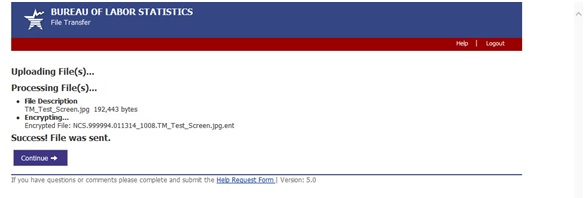 BUREAU OF LABOR STATISTICS
File Transfer
Help | Logout
Uploading File(s)...
Processing File(s)...
• File Description
TM_Test_Screen.jpg 192,443 bytes
• Encrypting...
Encrypted File: NCS.999994.011314_1008.TM_Test_Screen.jpg.ent
Success! File was sent.
Continue ➔
If you have questions or comments please complete and submit the Help Request Form | Version: 5.0